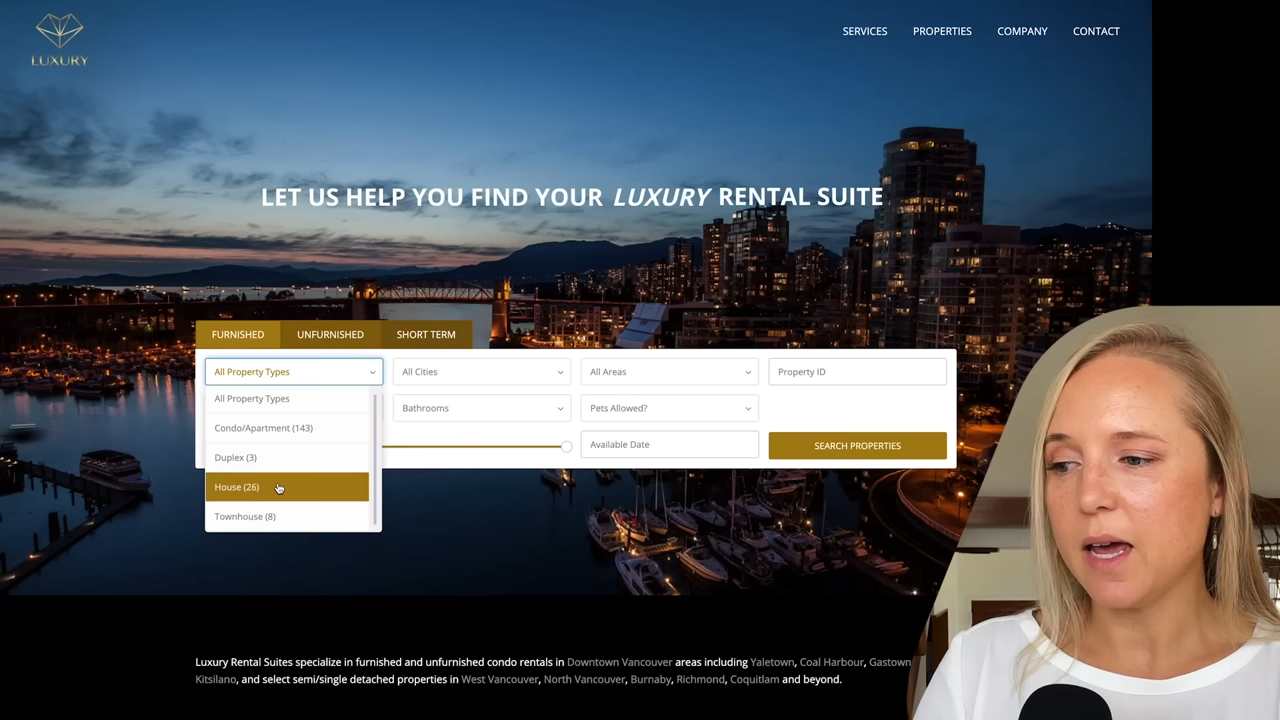 LUXURY
SERVICES PROPERTIES COMPANY CONTACT
LET US HELP YOU FIND YOUR LUXURY RENTAL SUITE
FURNISHED UNFURNISHED SHORT TERM
All Property Types All Cities All Areas Property ID
All Property Types
Bathrooms Pets Allowed?
Condo/Apartment (143)
Available Date SEARCH PROPERTIES
Duplex (3)
House (26)
Townhouse (8)
Luxury Rental Suites specialize in furnished and unfurnished condo rentals in Downtown Vancouver areas including Yaletown, Coal Harbour, Gastown
Kitsilano, and select semi/single detached properties in West Vancouver, North Vancouver, Burnaby, Richmond, Coquitlam and beyond.